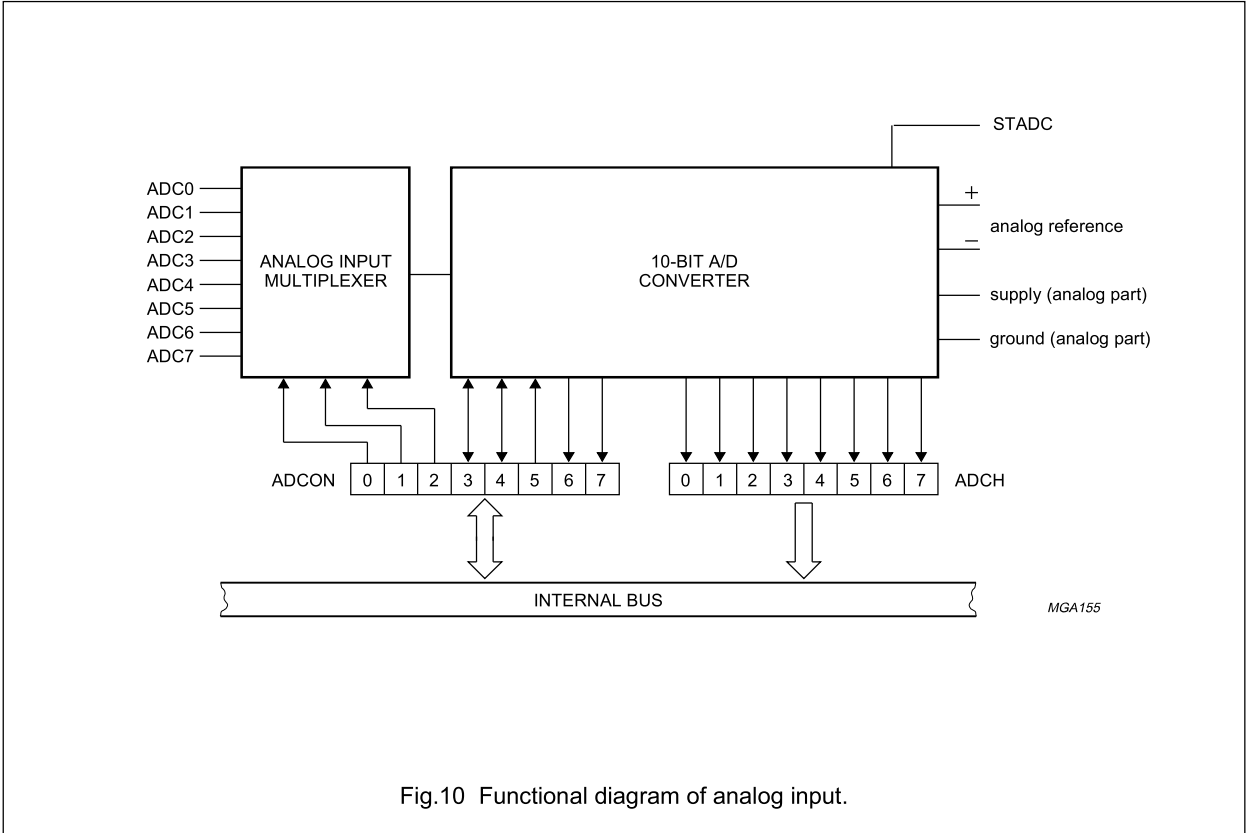 STADC
ADC0
ADC1
ADC2
ADC3
ADC4
ADC5
ADC6
ADC7
ANALOG INPUT
MULTIPLEXER
10-BIT A/D
CONVERTER
+
analog reference
−
supply (analog part)
ground (analog part)
ADCON 0 1 2 3 4 5 6 7
0 1 2 3 4 5 6 7 ADCH
INTERNAL BUS
MGA155
Fig.10 Functional diagram of analog input.